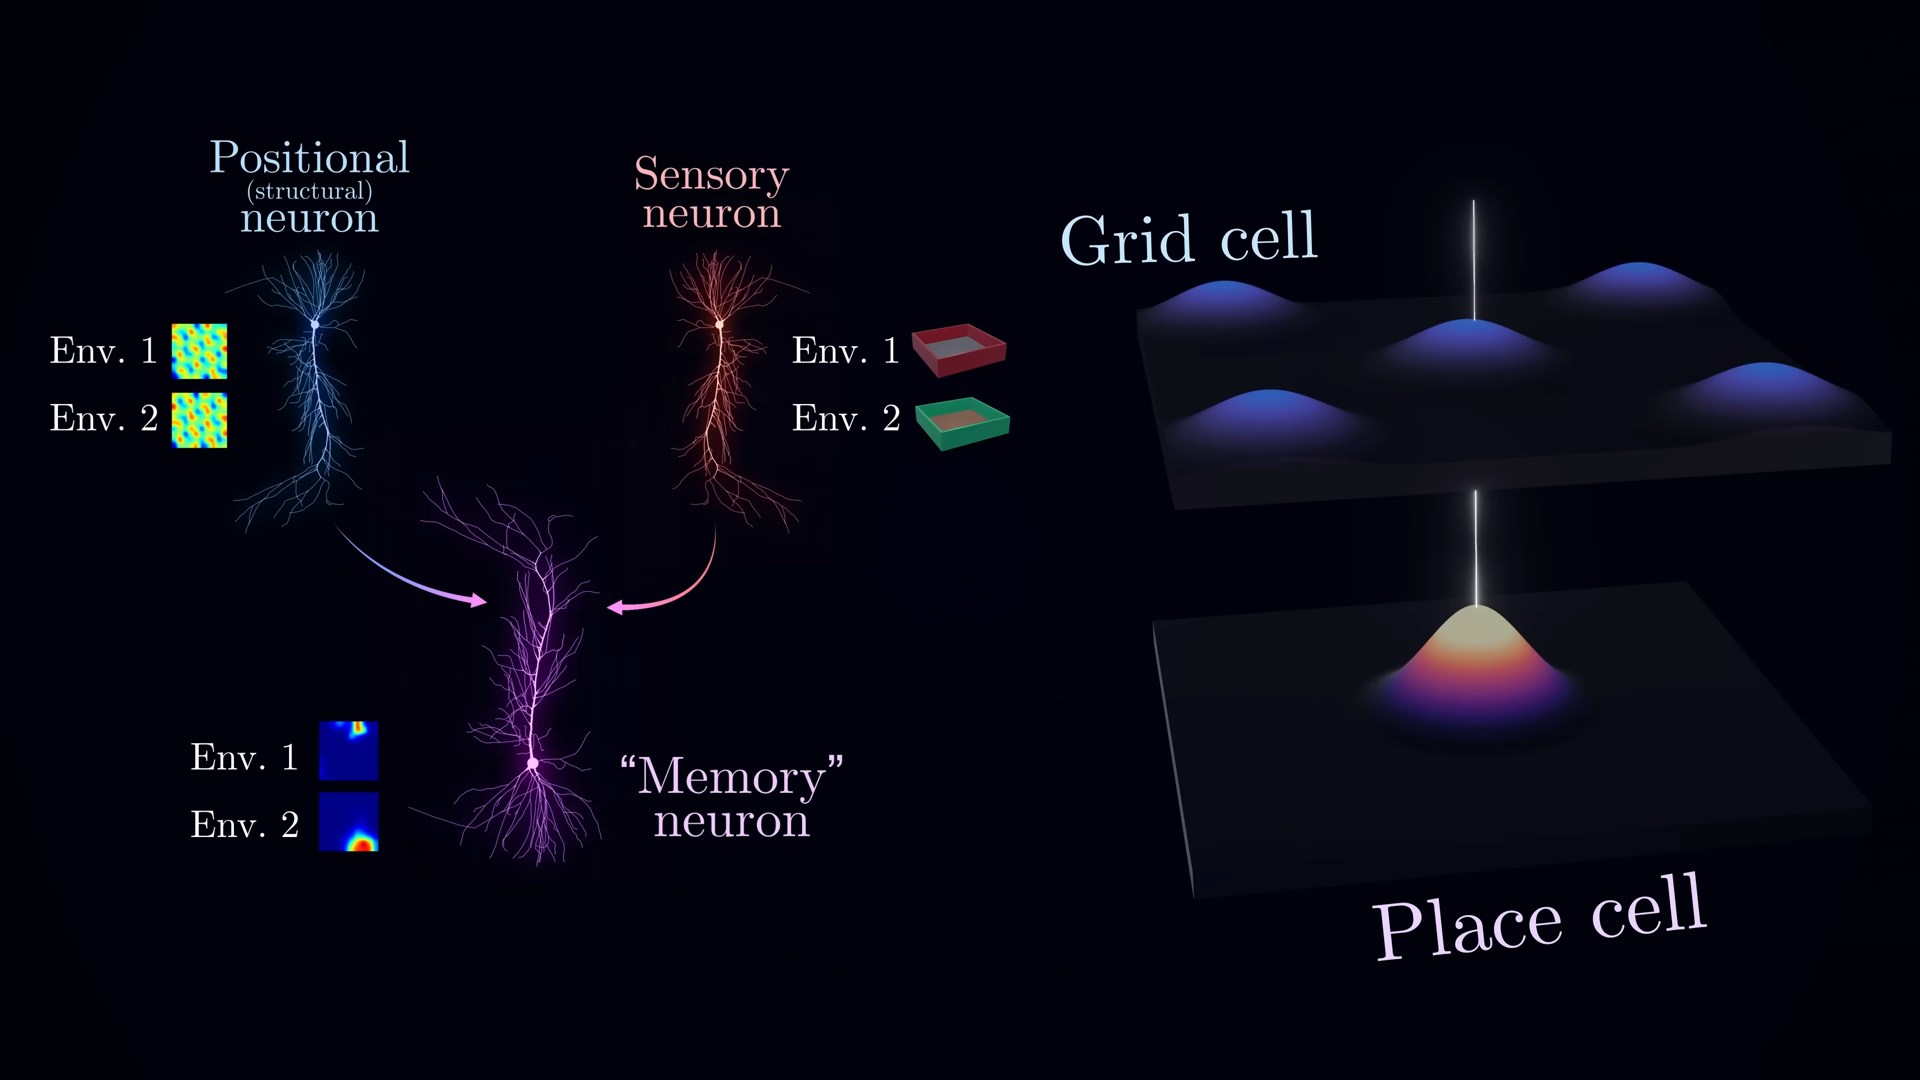 Positional
(structural)
neuron
Sensory
neuron
Env. 1
Env. 2
Env. 1
Env. 2
Env. 1
Env. 2
“Memory”
neuron
Grid cell
Place cell